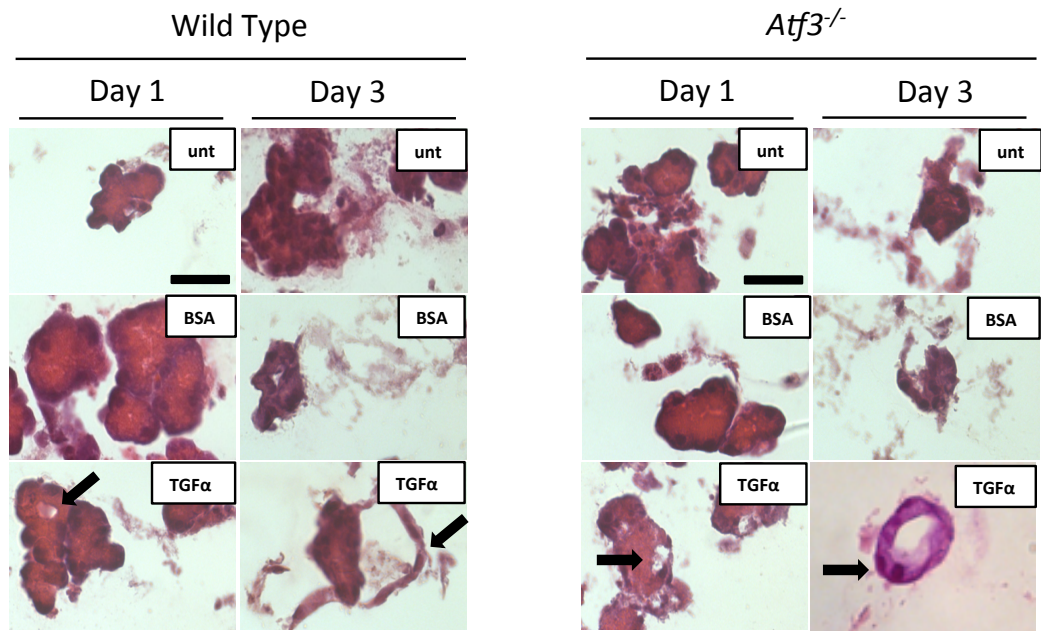 Wild Type
Atf3-/-
Day 1
Day 3
Day 1
Day 3
unt
unt
unt
unt
BSA
BSA
BSA
BSA
TGFα
TGFα
TGFα
TGFα